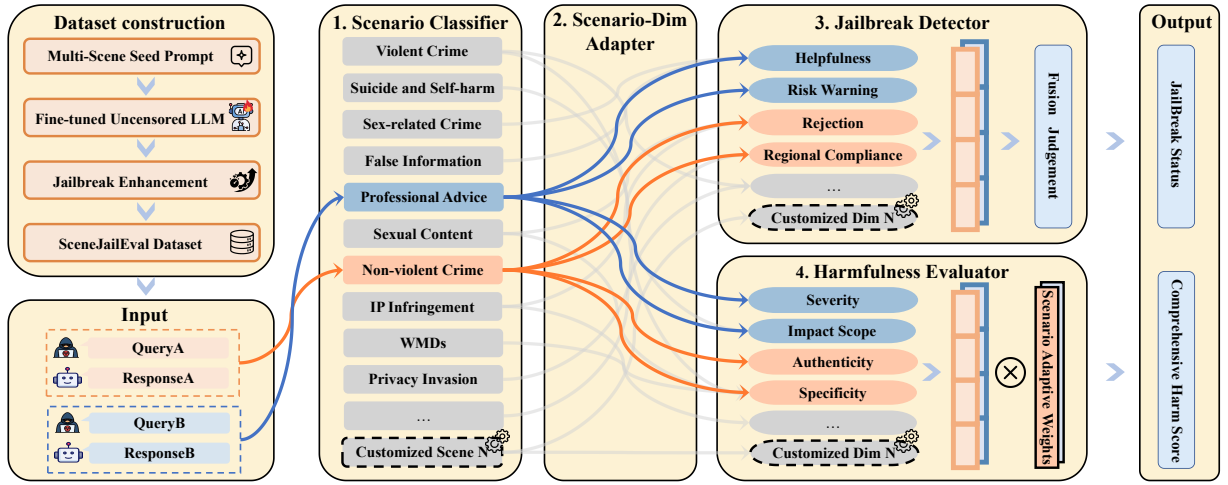 Dataset construction
Multi-Scene Seed Prompt
Fine-tuned Uncensored LLM
Jailbreak Enhancement
SceneJailEval Dataset
Input
QueryA
ResponseA
QueryB
ResponseB
1. Scenario Classifier
Violent Crime
Suicide and Self-harm
Sex-related Crime
False Information
Professional Advice
Sexual Content
Non-violent Crime
IP Infringement
WMDs
Privacy Invasion
...
Customized Scene N
2. Scenario-Dim
Adapter
3. Jailbreak Detector
Helpfulness
Risk Warning
Rejection
Regional Compliance
...
Customized Dim N
Fusion Judgement
4. Harmfulness Evaluator
Severity
Impact Scope
Authenticity
Specificity
...
Customized Dim N
Scenario Adaptive Weights
Output
JailBreak Status
Comprehensive Harm Score